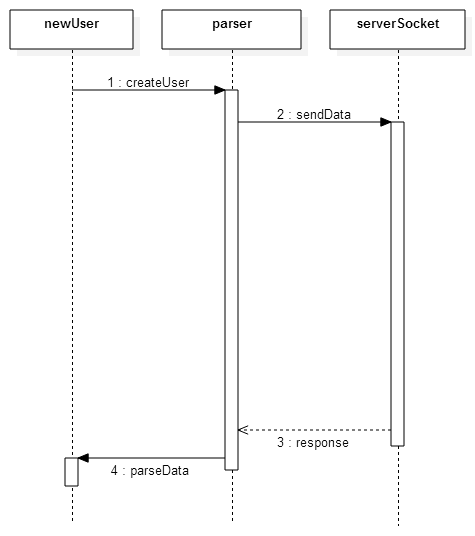 newUser
parser
serverSocket
1 : createUser
2 : sendData
3 : response
4 : parseData